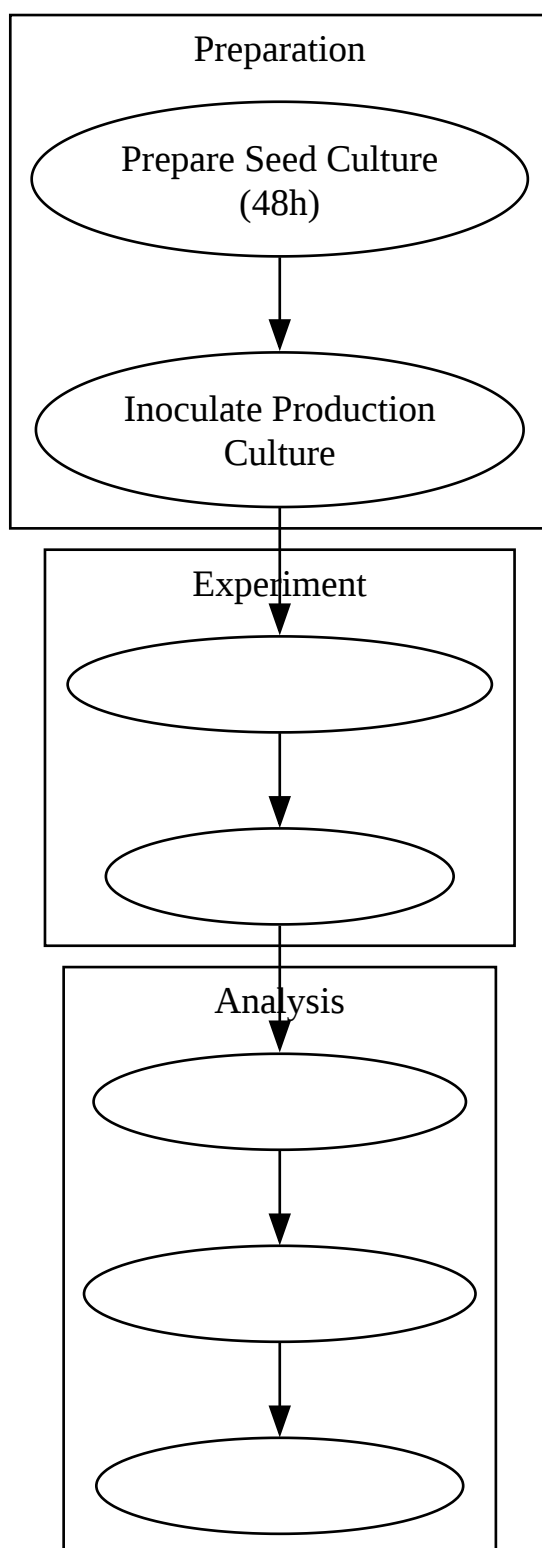 Preparation
Prepare Seed Culture
(48h)
Inoculate Production
Culture
Experiment
Analysis